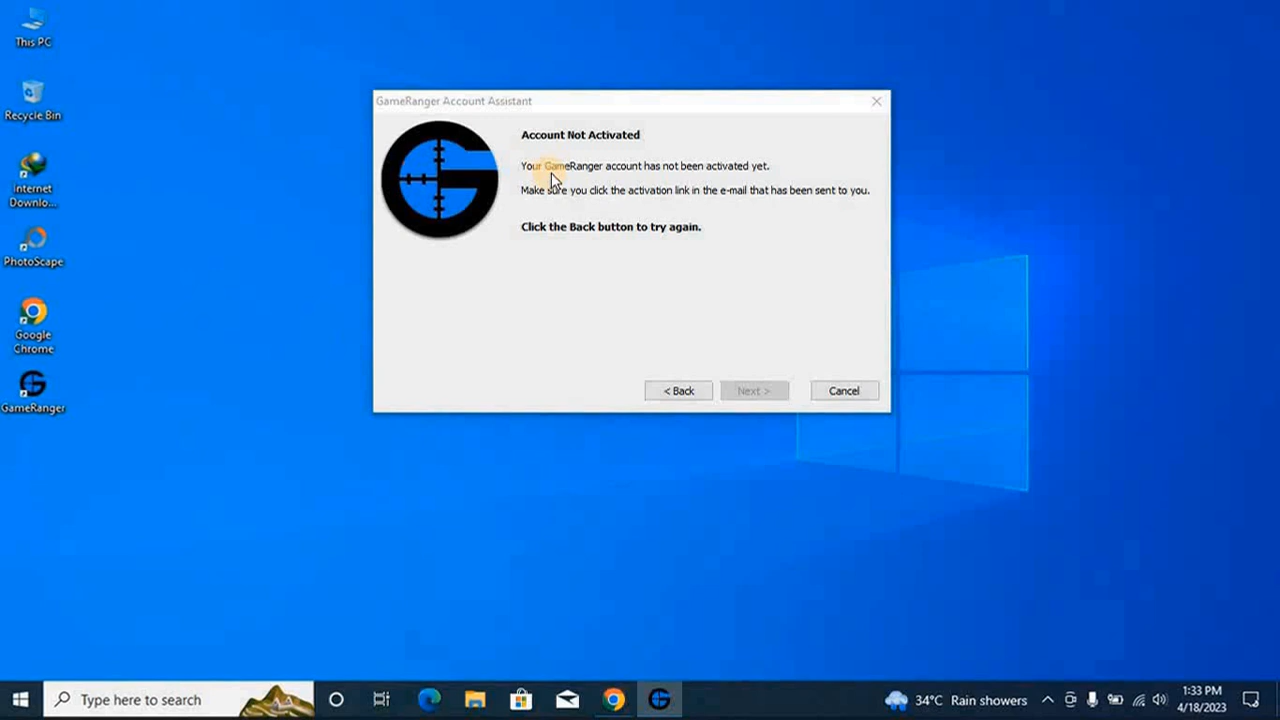 This PC
Recycle Bin
Internet
Downlo...
PhotoScape
Google
Chrome
GameRanger
GameRanger Account Assistant
Account Not Activated
Your GameRanger account has not been activated yet.
Make sure you click the activation link in the e-mail that has been sent to you.
Click the Back button to try again.
< Back
Next >
Cancel
Type here to search
34°C Rain showers
1:33 PM
4/18/2023